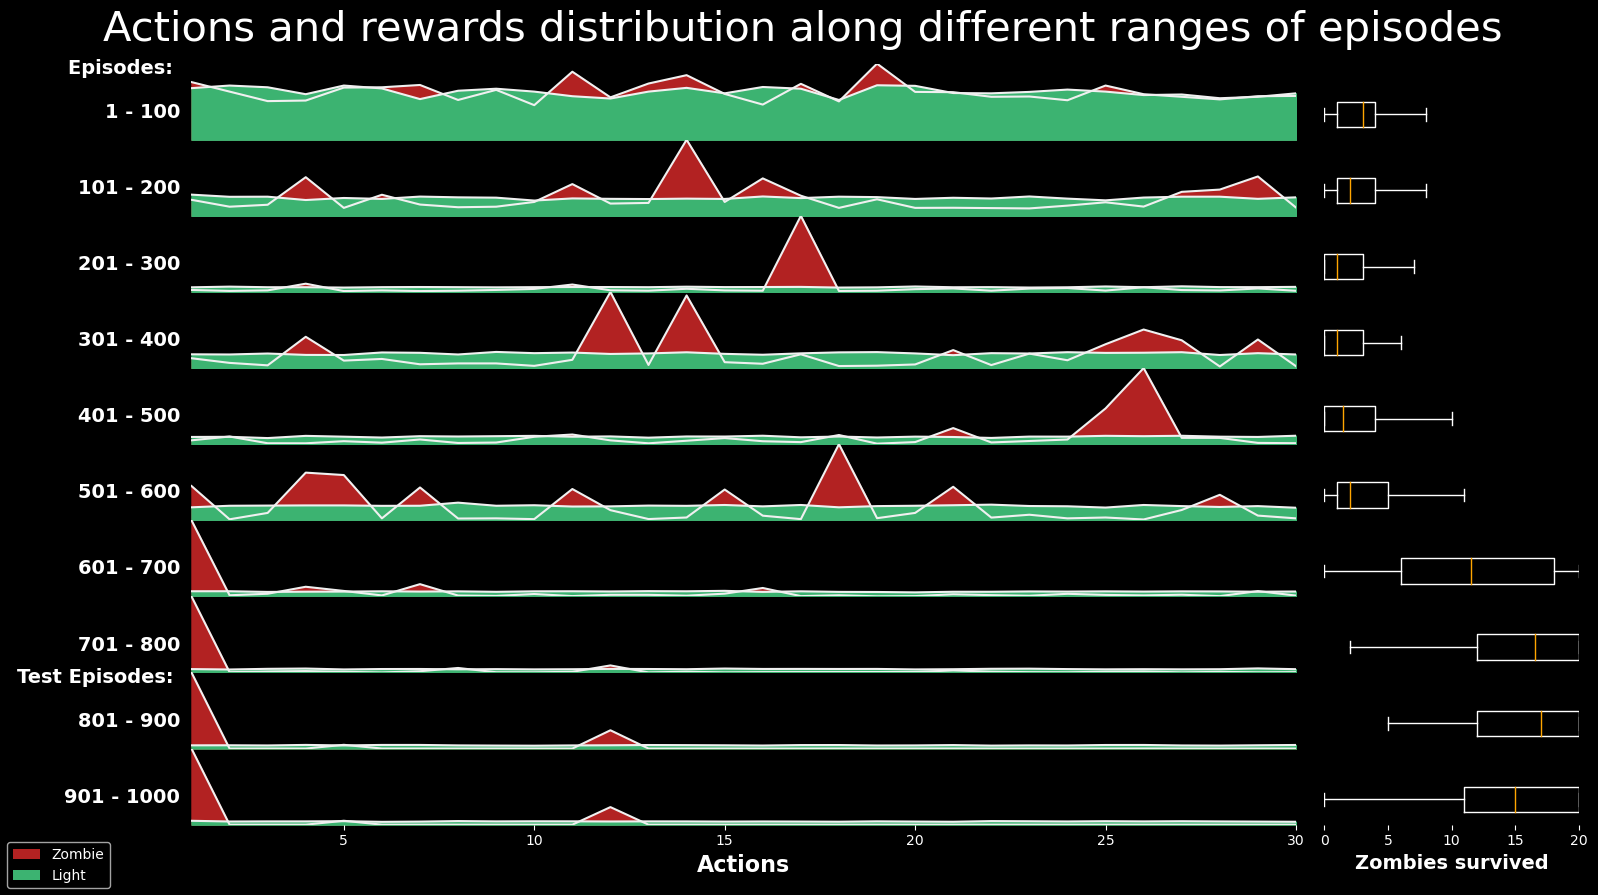 Actions and rewards distribution along different ranges of episodes
Episodes:
1 - 100
101 - 200
201 - 300
301 - 400
401 - 500
501 - 600
601 - 700
701 - 800
Test Episodes:
801 - 900
901 - 1000
5 10 15 20 25 30
0 5 10 15 20
Actions
Zombies survived
Zombie
Light